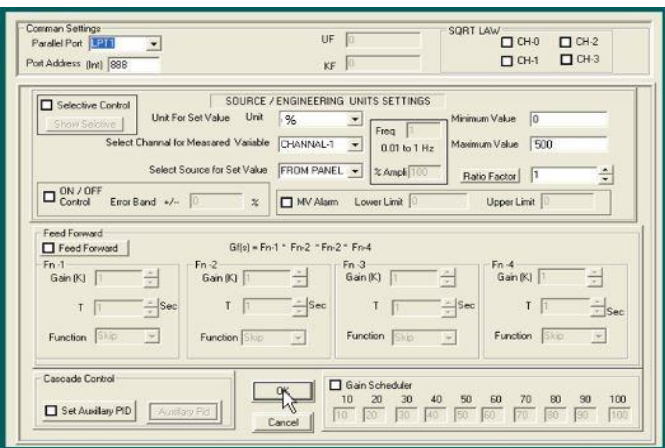 Comman Settings
Parallel Port LPT1
Port Address (Int) 888
UF 0
KF 0
SQRT LAW
CH-0 CH-2
CH-1 CH-3
SOURCE / ENGINEERING UNITS SETTINGS
Selective Control
Show Selctive
Unit For Set Value Unit %
Select Channal for Mearared Variable CHANNAL-1
Select Source for Set Value FROM PANEL
Freq 1
0.01 to 1 Hz
% Ampli 100
Minimum Value 0
Maximum Value 500
Ratio Factor 1
ON / OFF
Control Error Band +/-- 0 %
MV Alarm Lower Limit 0 Upper Limit 0
Feed Forward
Feed Forward
Gf(s) = Fn-1 * Fn-2 * Fn-2 * Fn-4
Fn -1 Fn -2 Fn -3 Fn -4
Gain (K) 1 Gain (K) 1 Gain (K) 1 Gain (K) 1
T 1 Sec T 1 Sec T 1 Sec T 1 Sec
Function Skip Function Skip Function Skip Function Skip
Cascade Control
Set Auxillary PID Auxillary Pid
OK
Cancel
Gain Scheduler
10 20 30 40 50 60 70 80 90 100
10 20 30 40 50 60 70 80 90 100